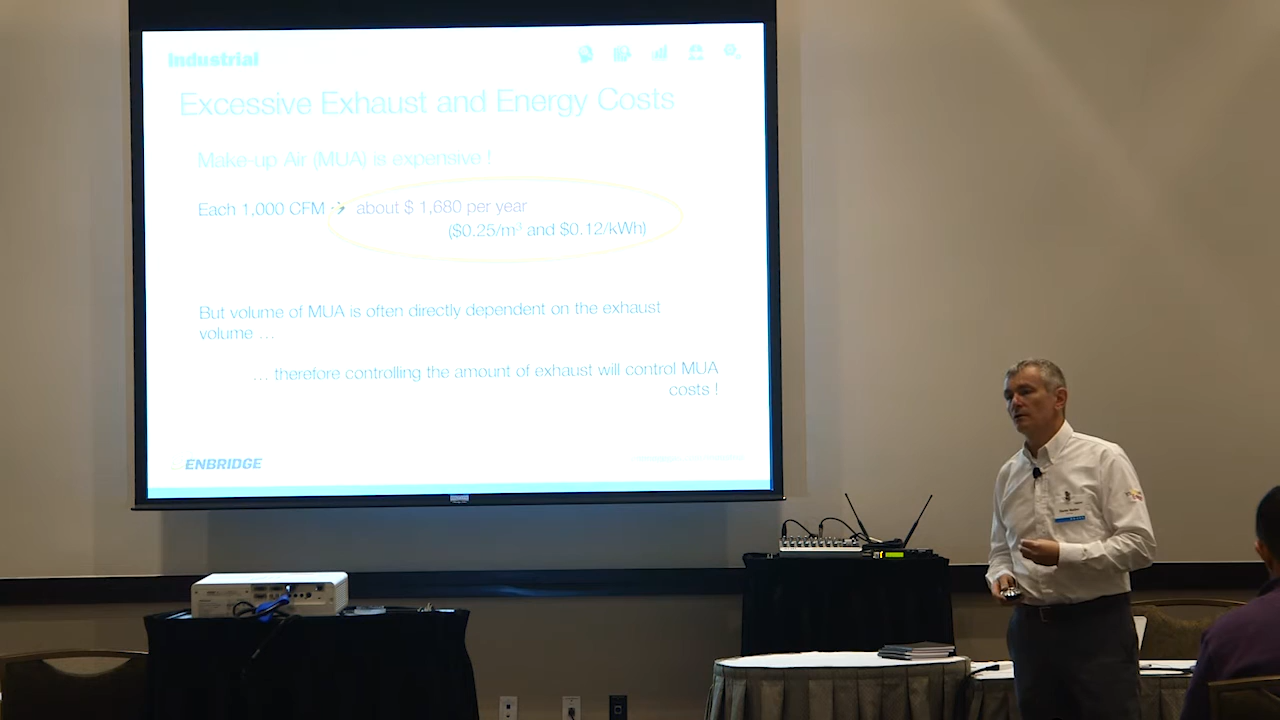 Industrial
Excessive Exhaust and Energy Costs
Make-up Air (MUA) is expensive !
Each 1,000 CFM → about $ 1,680 per year
($0.25/m³ and $0.12/kWh)
But volume of MUA is often directly dependent on the exhaust
volume …
… therefore controlling the amount of exhaust will control MUA
costs !
ENBRIDGE